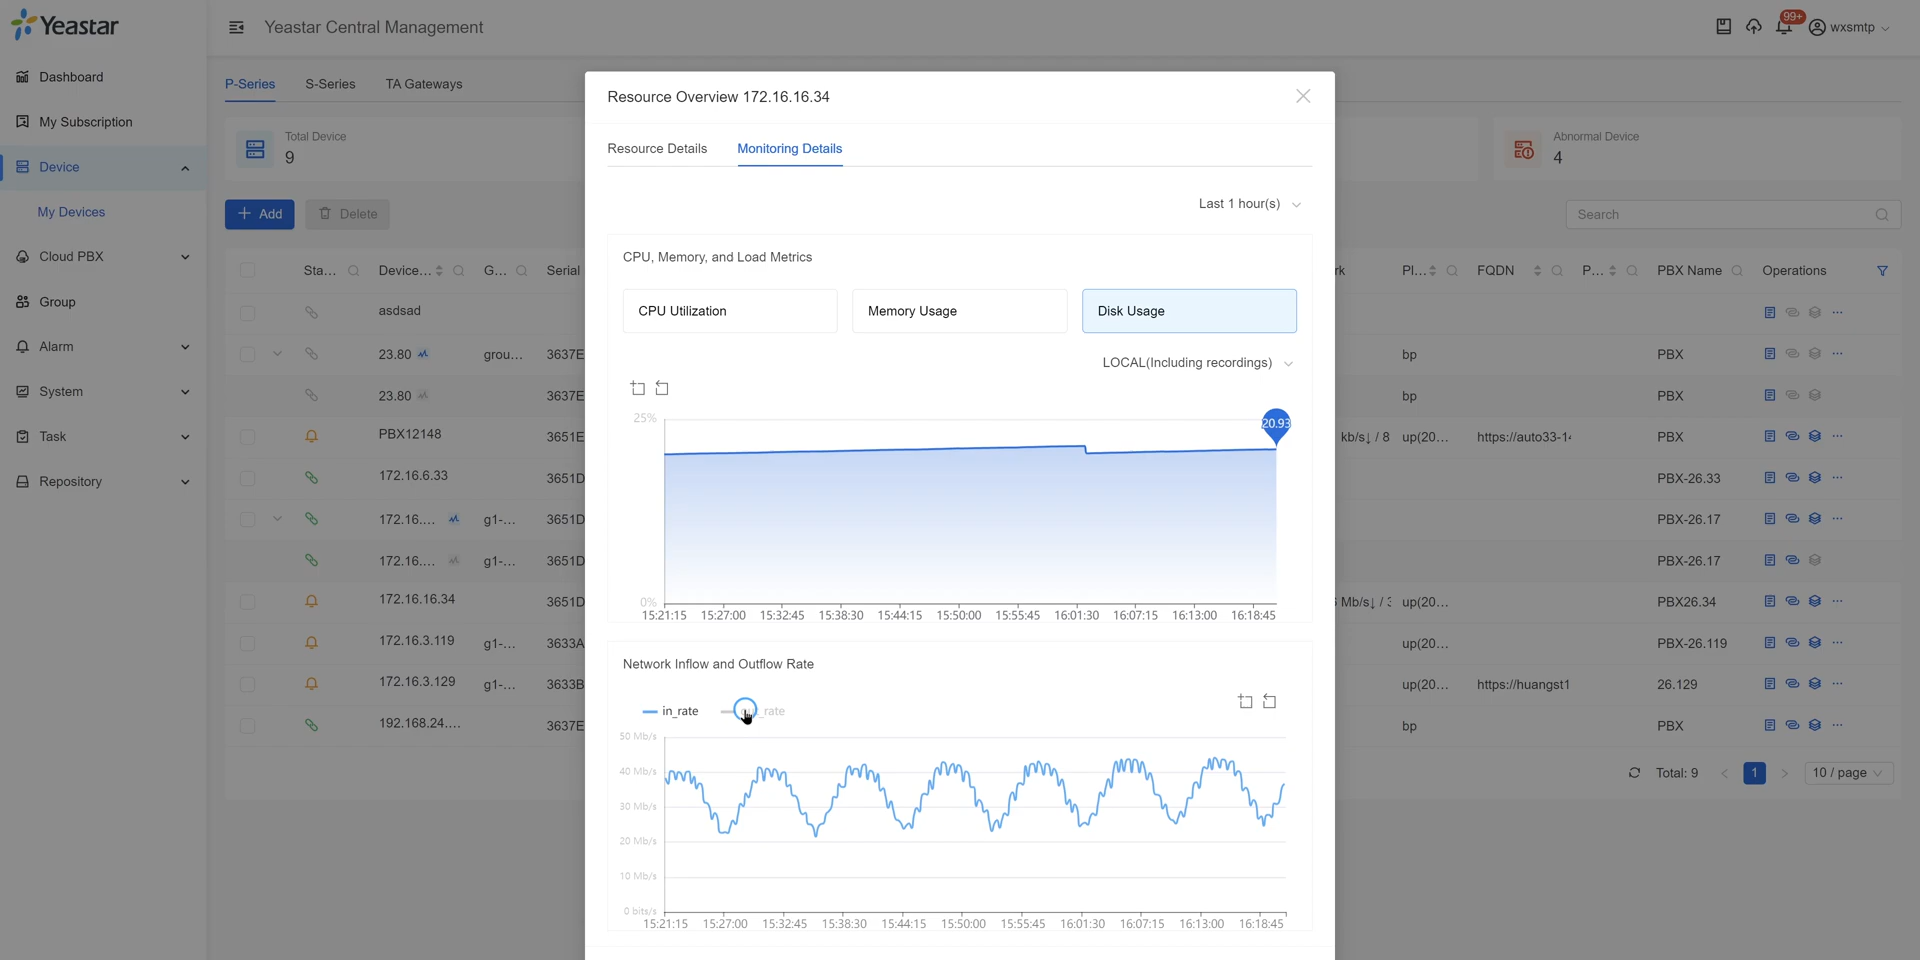 Yeastar
Yeastar Central Management
99+
wxsmtp
Dashboard
My Subscription
Device
My Devices
Cloud PBX
Group
Alarm
System
Task
Repository
P-Series
S-Series
TA Gateways
Total Device
9
Abnormal Device
4
Add
Delete
Search
Sta...
Device...
G...
Serial
rk
Pl...
FQDN
P...
PBX Name
Operations
asdsad
23.80
grou...
3637E
bp
PBX
23.80
3637E
bp
PBX
PBX12148
3651E
kb/s↓ / 8
up(20...
https://auto33-14
PBX
172.16.6.33
3651D
PBX-26.33
172.16....
g1-...
3651D
PBX-26.17
172.16....
g1-...
3651D
PBX-26.17
172.16.16.34
3651D
Mb/s↓ / 3
up(20...
PBX26.34
172.16.3.119
g1-...
3633A
up(20...
PBX-26.119
172.16.3.129
g1-...
3633B
up(20...
https://huangst1
26.129
192.168.24....
3637E
bp
PBX
Total: 9
1
10 / page
Resource Overview 172.16.16.34
Resource Details
Monitoring Details
Last 1 hour(s)
CPU, Memory, and Load Metrics
CPU Utilization
Memory Usage
Disk Usage
LOCAL(Including recordings)
25%
20.93
0%
15:21:15 15:27:00 15:32:45 15:38:30 15:44:15 15:50:00 15:55:45 16:01:30 16:07:15 16:13:00 16:18:45
Network Inflow and Outflow Rate
in_rate
50 Mb/s
40 Mb/s
30 Mb/s
20 Mb/s
10 Mb/s
0 bits/s
15:21:15 15:27:00 15:32:45 15:38:30 15:44:15 15:50:00 15:55:45 16:01:30 16:07:15 16:13:00 16:18:45